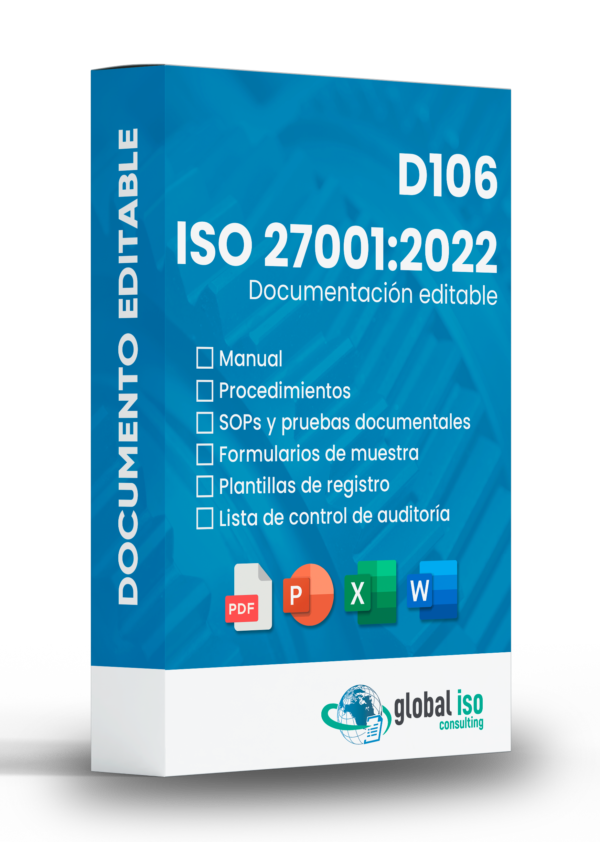 DOCUMENTO EDITABLE
D106
ISO 27001:2022
Documentación editable
Manual
Procedimientos
SOPs y pruebas documentales
Formularios de muestra
Plantillas de registro
Lista de control de auditoría
PDF
P
X
W
global iso
consulting